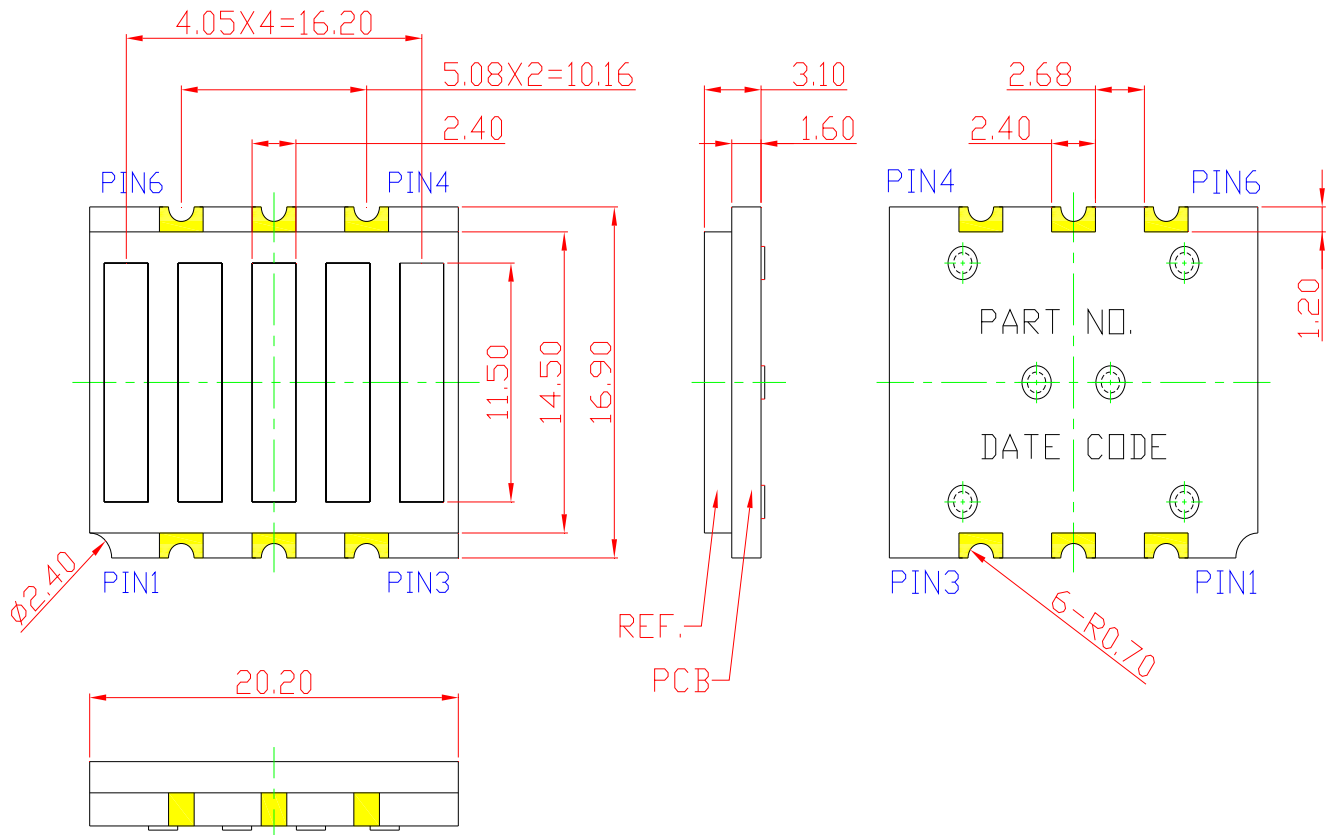 4.05X4=16.20
5.08X2=10.16
2.40
PIN6
PIN4
11.50
14.50
16.90
Ø2.40
PIN1
PIN3
3.10
1.60
REF.
PCB
2.68
2.40
PIN4
PIN6
1.20
PART NO.
DATE CODE
PIN3
PIN1
6-R0.70
20.20